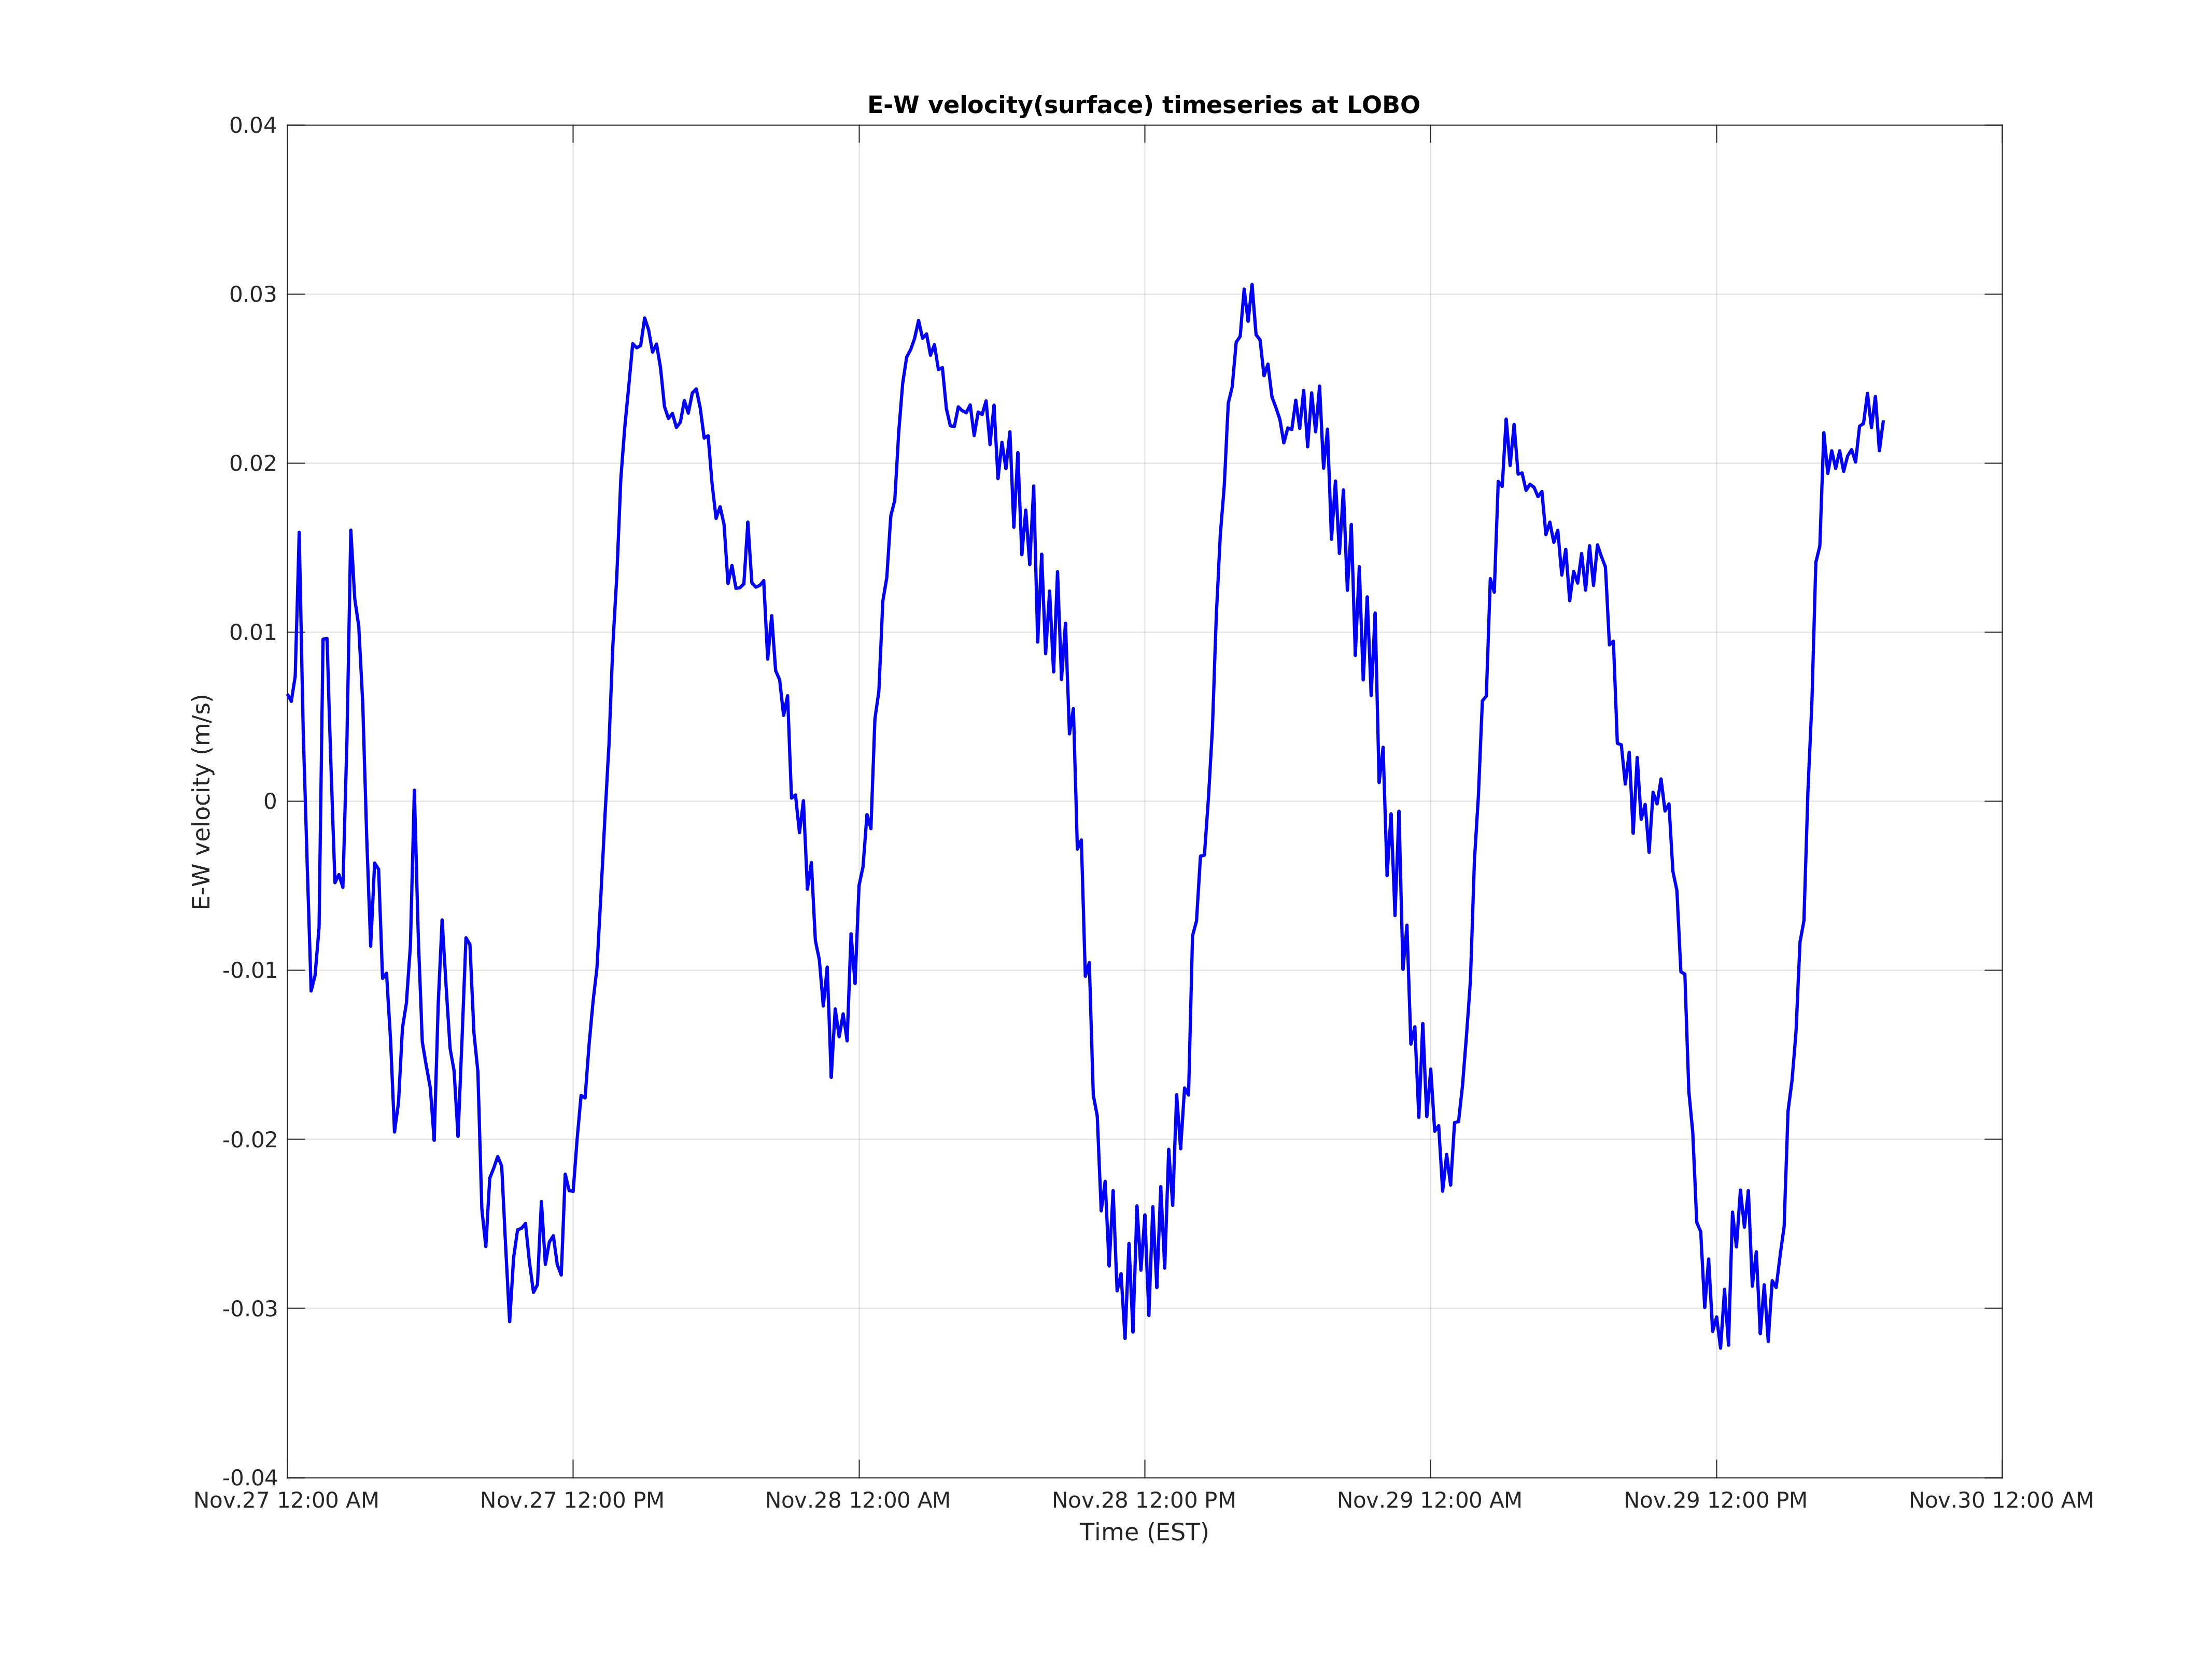 E-W velocity(surface) timeseries at LOBO
0.04
0.03
0.02
0.01
0
-0.01
-0.02
-0.03
-0.04
E-W velocity (m/s)
Nov.27 12:00 AM Nov.27 12:00 PM Nov.28 12:00 AM Nov.28 12:00 PM Nov.29 12:00 AM Nov.29 12:00 PM Nov.30 12:00 AM
Time (EST)